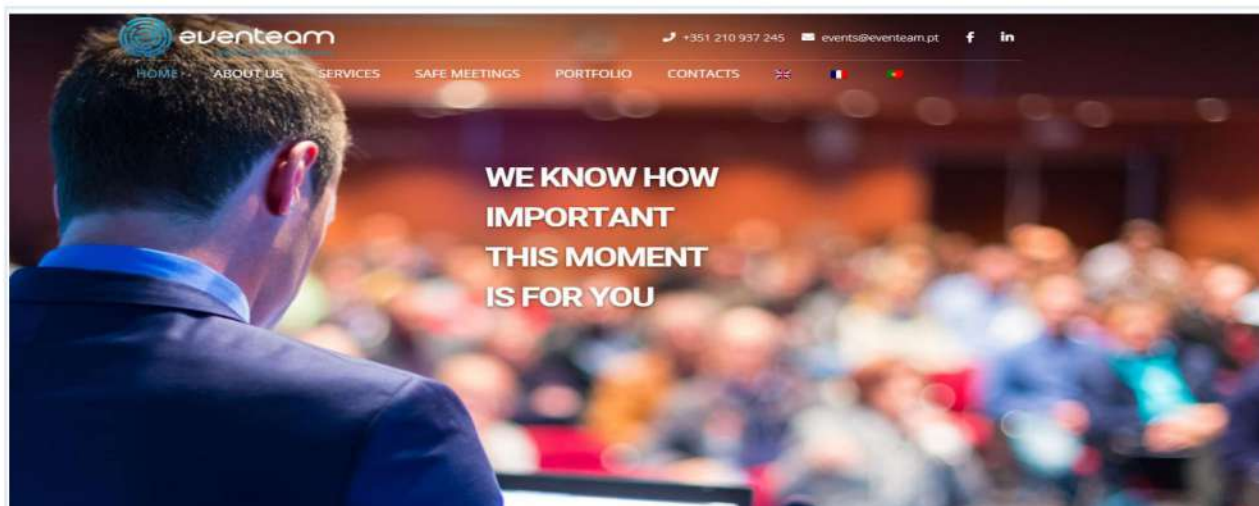 eventeam
+351 210 937 245 events@eventeam.pt f in
HOME ABOUT US SERVICES SAFE MEETINGS PORTFOLIO CONTACTS
WE KNOW HOW
IMPORTANT
THIS MOMENT
IS FOR YOU